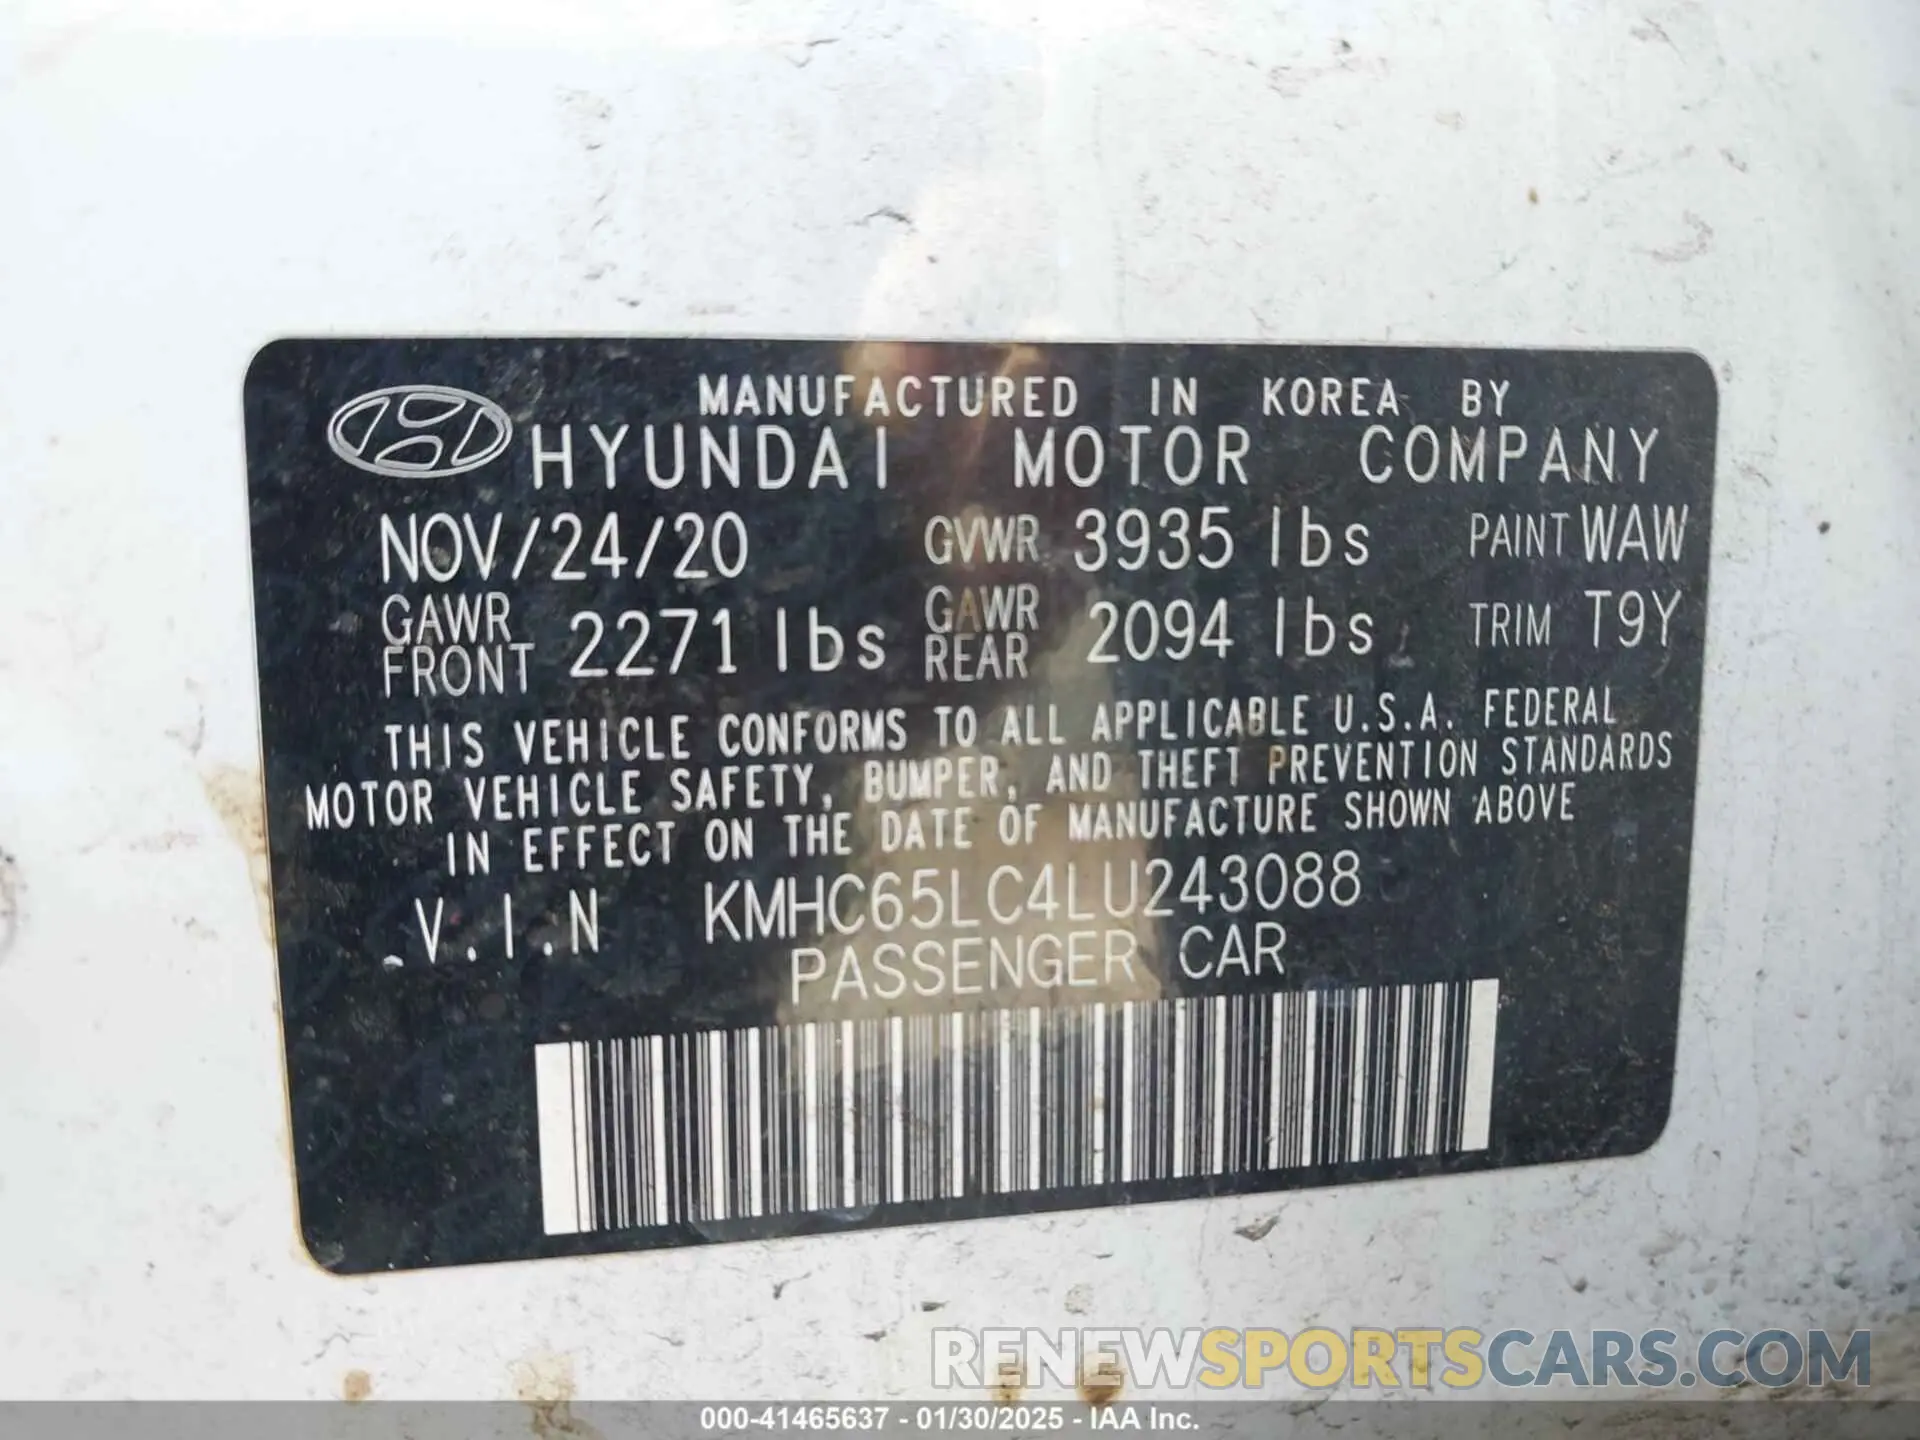 MANUFACTURED IN KOREA BY
HYUNDAI MOTOR COMPANY
NOV/24/20 GVWR 3935 lbs PAINT WAW
GAWR FRONT 2271 lbs GAWR REAR 2094 lbs TRIM T9Y
THIS VEHICLE CONFORMS TO ALL APPLICABLE U.S.A. FEDERAL
MOTOR VEHICLE SAFETY, BUMPER, AND THEFT PREVENTION STANDARDS
IN EFFECT ON THE DATE OF MANUFACTURE SHOWN ABOVE
.V.I.N KMHC65LC4LU243088
PASSENGER CAR
RENEWSPORTSCARS.COM
000-41465637 - 01/30/2025 - IAA Inc.